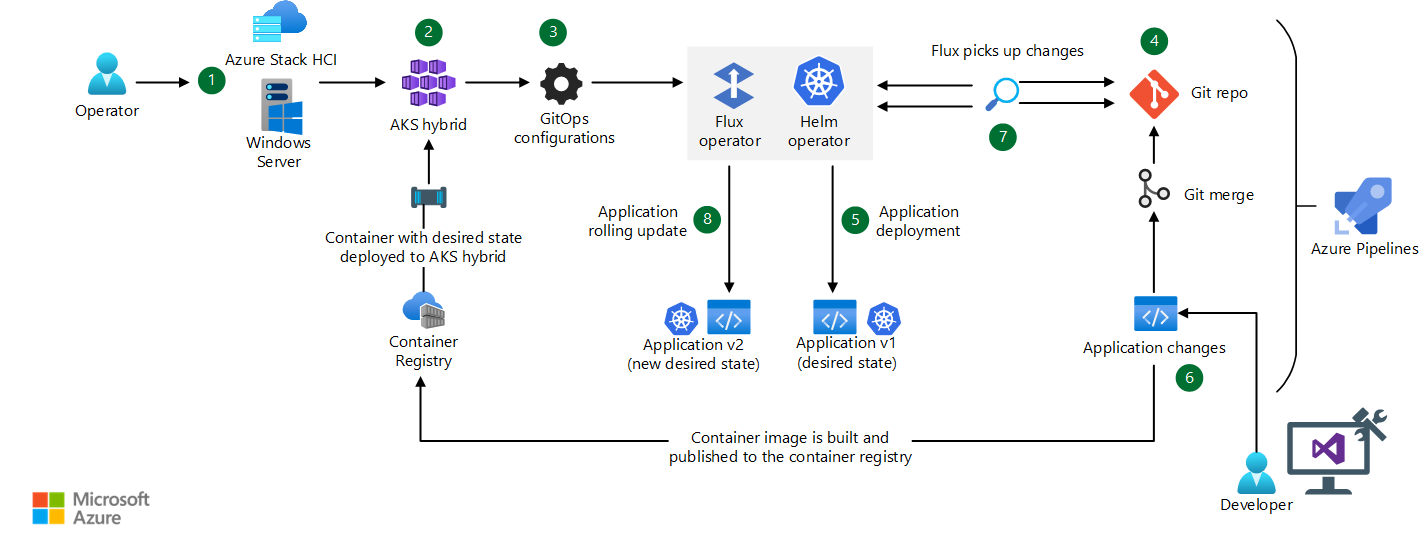 Operator
1
Azure Stack HCI
Windows
Server
2
AKS hybrid
3
GitOps
configurations
Flux
operator
Helm
operator
Flux picks up changes
7
4
Git repo
Git merge
Azure Pipelines
Container with desired state
deployed to AKS hybrid
Container
Registry
Application
rolling update
8
5
Application
deployment
Application v2
(new desired state)
Application v1
(desired state)
Application changes
6
Container image is built and
published to the container registry
Developer
Microsoft
Azure